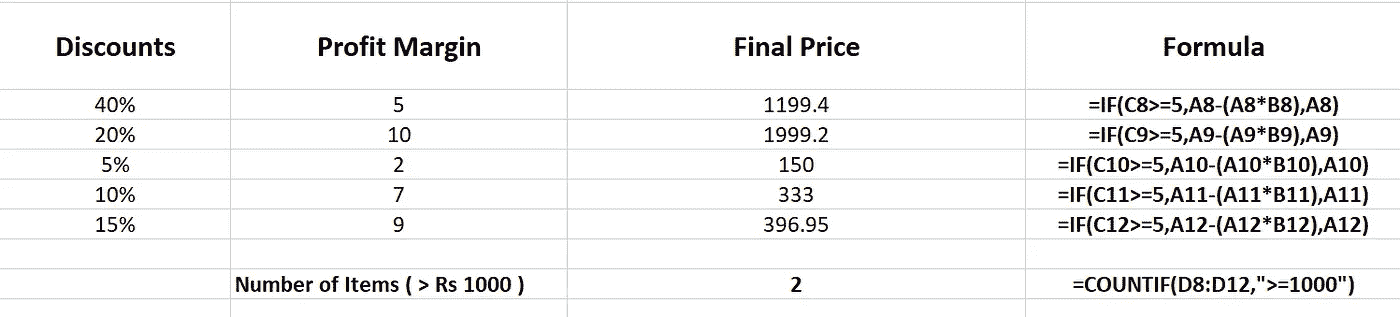 Discounts Profit Margin Final Price Formula
40% 5 1199.4 =IF(C8>=5,A8-(A8*B8),A8)
20% 10 1999.2 =IF(C9>=5,A9-(A9*B9),A9)
5% 2 150 =IF(C10>=5,A10-(A10*B10),A10)
10% 7 333 =IF(C11>=5,A11-(A11*B11),A11)
15% 9 396.95 =IF(C12>=5,A12-(A12*B12),A12)
Number of Items ( > Rs 1000 ) 2 =COUNTIF(D8:D12,">=1000")